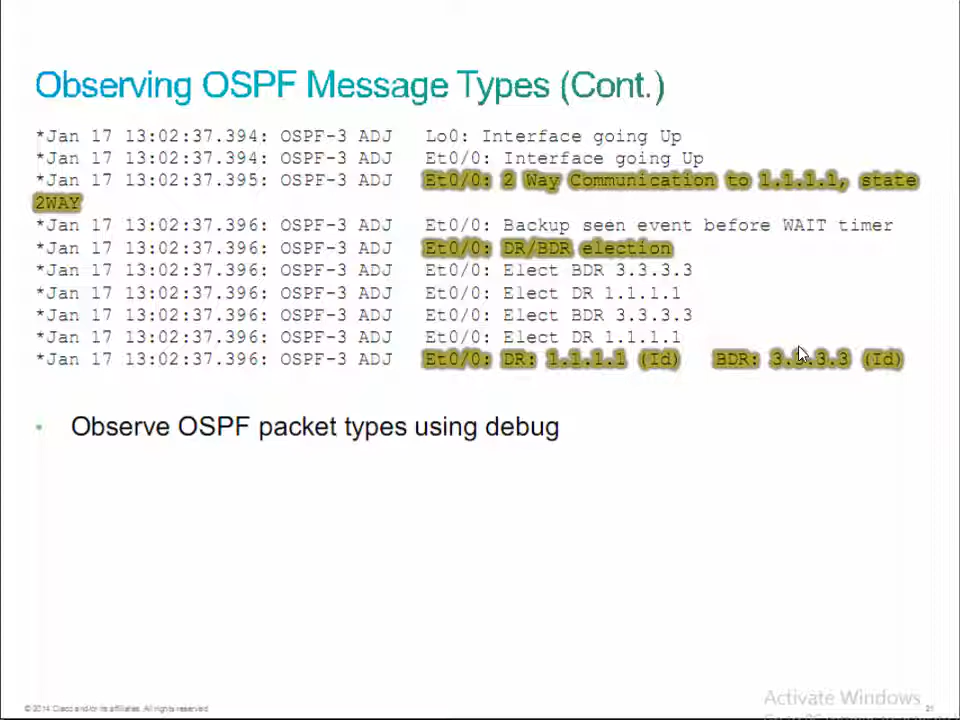 Observing OSPF Message Types (Cont.)
*Jan 17 13:02:37.394: OSPF-3 ADJ Lo0: Interface going Up
*Jan 17 13:02:37.394: OSPF-3 ADJ Et0/0: Interface going Up
*Jan 17 13:02:37.395: OSPF-3 ADJ Et0/0: 2 Way Communication to 1.1.1.1, state
2WAY
*Jan 17 13:02:37.396: OSPF-3 ADJ Et0/0: Backup seen event before WAIT timer
*Jan 17 13:02:37.396: OSPF-3 ADJ Et0/0: DR/BDR election
*Jan 17 13:02:37.396: OSPF-3 ADJ Et0/0: Elect BDR 3.3.3.3
*Jan 17 13:02:37.396: OSPF-3 ADJ Et0/0: Elect DR 1.1.1.1
*Jan 17 13:02:37.396: OSPF-3 ADJ Et0/0: Elect BDR 3.3.3.3
*Jan 17 13:02:37.396: OSPF-3 ADJ Et0/0: Elect DR 1.1.1.1
*Jan 17 13:02:37.396: OSPF-3 ADJ Et0/0: DR: 1.1.1.1 (Id) BDR: 3.3.3.3 (Id)
• Observe OSPF packet types using debug
© 2014 Cisco and/or its affiliates. All rights reserved.
Activate Windows